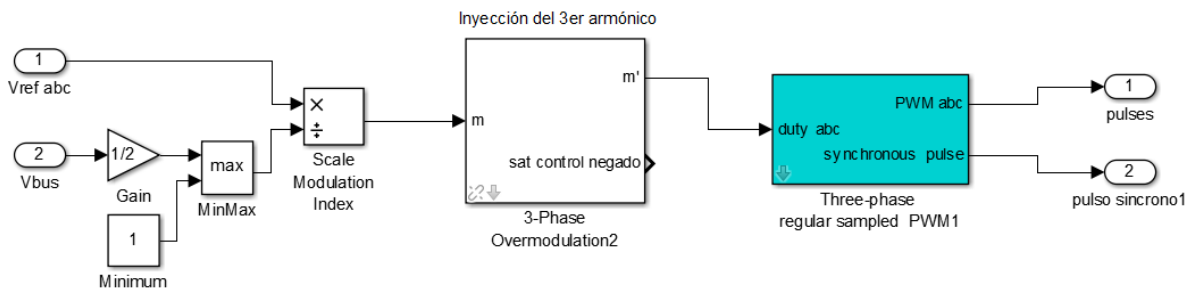 Inyección del 3er armónico
1
Vref abc
2
Vbus
1/2
Gain
max
MinMax
1
Minimum
×
÷
Scale
Modulation
Index
m
m'
sat control negado
3-Phase
Overmodulation2
duty abc
PWM abc
synchronous pulse
Three-phase
regular sampled PWM1
1
pulses
2
pulso sincrono1